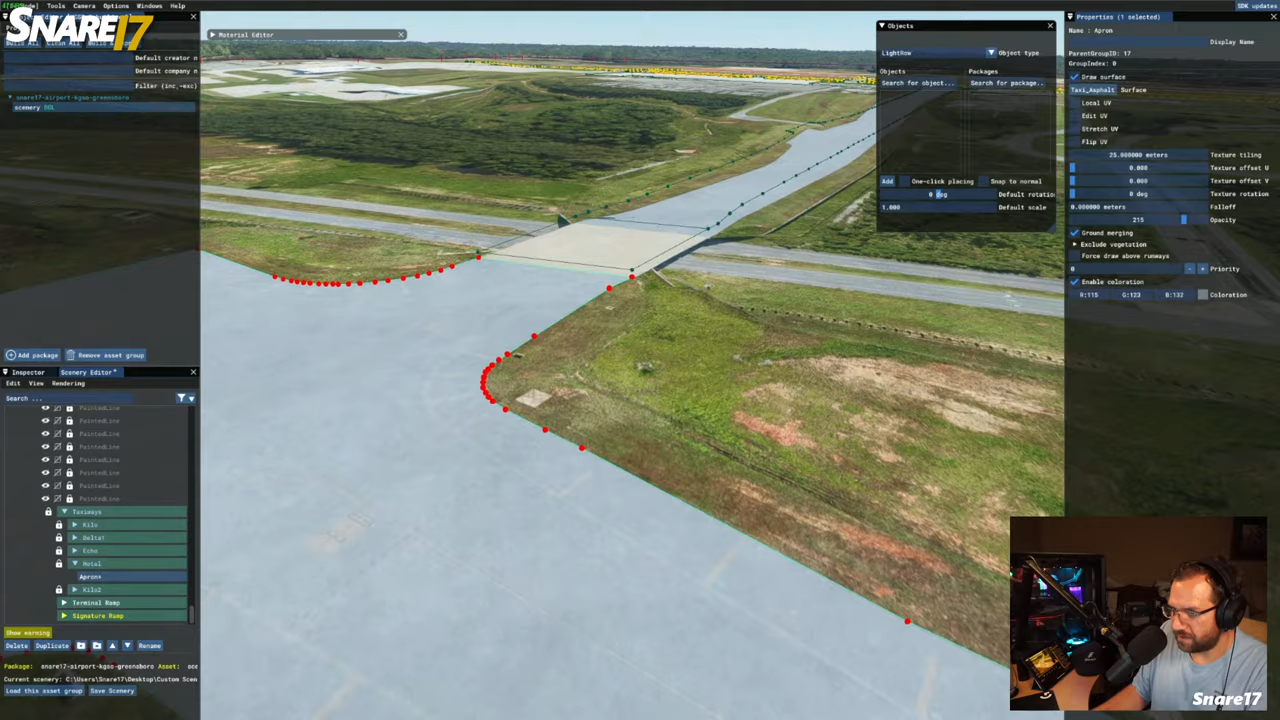 Tools Camera Options Windows Help
SDK updates
SNARE17
Default creator n
Default company n
Filter (inc,-exc)
snare17-airport-kgso-greensboro
scenery BGL
Add package Remove asset group
Inspector Scenery Editor*
Edit View Rendering
Search ...
PaintedLine
PaintedLine
PaintedLine
PaintedLine
PaintedLine
PaintedLine
PaintedLine
PaintedLine
Taxiways
Kilo
Delta1
Echo
Hotel
Apron*
Kilo2
Terminal Ramp
Signature Ramp
Show warning
Delete Duplicate Rename
Package: snare17-airport-kgso-greensboro Asset: sce
Current scenery: C:\Users\Snare17\Desktop\Custom Scen
Load this asset group Save Scenery
Material Editor
Objects
LightRow Object type
Objects Packages
Search for object... Search for package..
Add One-click placing Snap to normal
0 deg Default rotatio
1.000 Default scale
Properties (1 selected)
Name : Apron
Display Name
ParentGroupID: 17
GroupIndex: 0
Draw surface
Taxi_Asphalt Surface
Local UV
Edit UV
Stretch UV
Flip UV
25.000000 meters Texture tiling
0.000 Texture offset U
0.000 Texture offset V
0 deg Texture rotation
0.000000 meters Falloff
215 Opacity
Ground merging
Exclude vegetation
Force draw above runways
0 - + Priority
Enable coloration
R:115 G:123 B:132 Coloration
Snare17